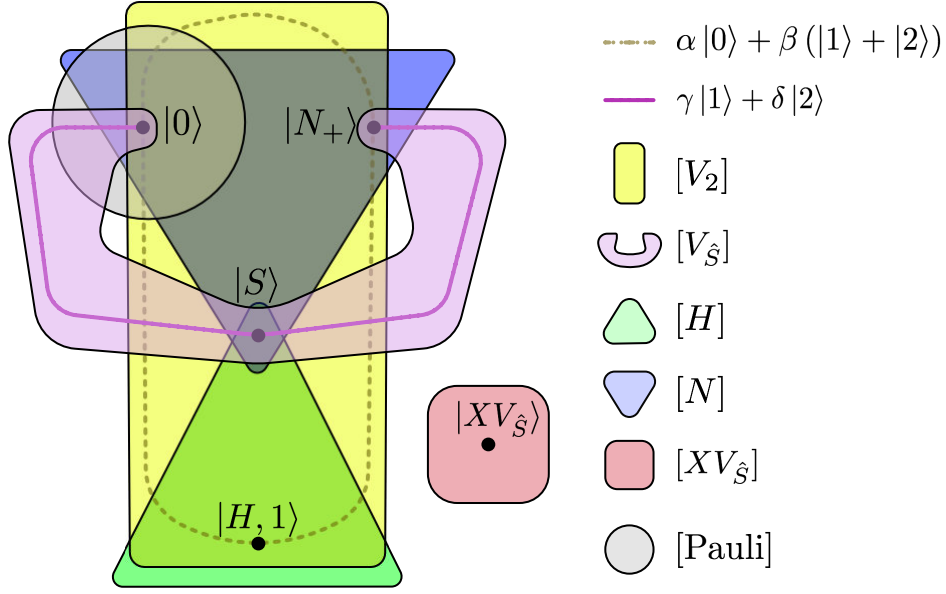 |0⟩
|N₊⟩
|S⟩
|H, 1⟩
|XV_Ŝ⟩
α |0⟩ + β (|1⟩ + |2⟩)
γ |1⟩ + δ |2⟩
[V₂]
[V_Ŝ]
[H]
[N]
[XV_Ŝ]
[Pauli]